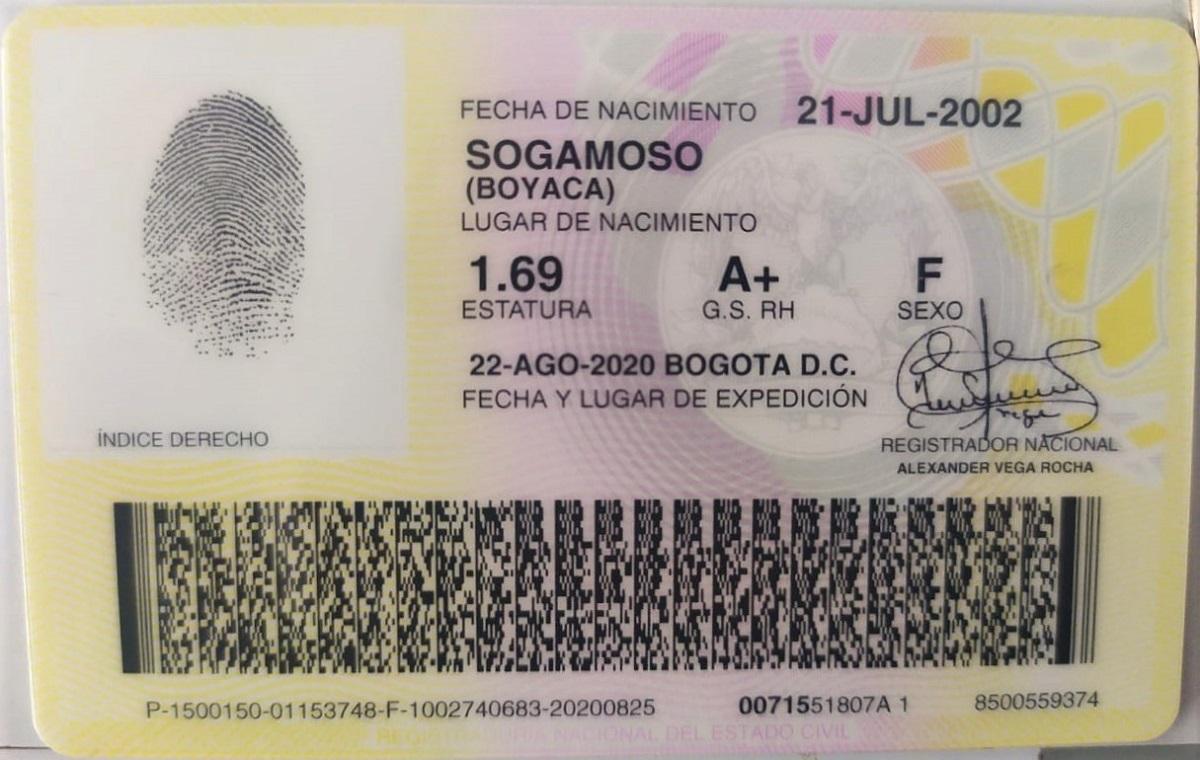 FECHA DE NACIMIENTO 21-JUL-2002
SOGAMOSO
(BOYACA)
LUGAR DE NACIMIENTO
1.69 A+ F
ESTATURA G.S. RH SEXO
22-AGO-2020 BOGOTA D.C.
FECHA Y LUGAR DE EXPEDICIÓN
ÍNDICE DERECHO
REGISTRADOR NACIONAL
ALEXANDER VEGA ROCHA
P-1500150-01153748-F-1002740683-20200825 0071551807A 1 8500559374
REGISTRADURIA NACIONAL DEL ESTADO CIVIL